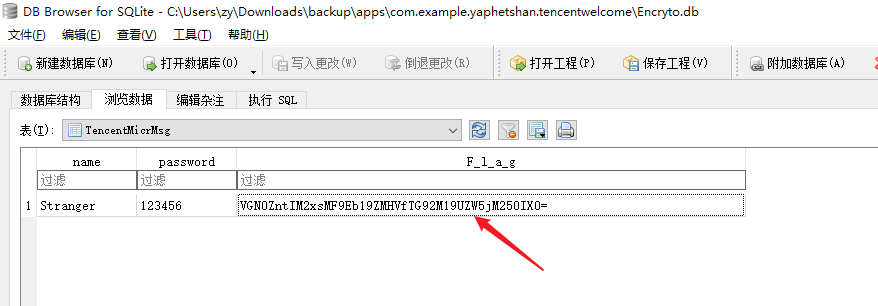 DB Browser for SQLite - C:\Users\zy\Downloads\backup\apps\com.example.yaphetshan.tencentwelcome\Encryto.db
文件(F) 编辑(E) 查看(V) 工具(T) 帮助(H)
新建数据库(N) 打开数据库(O) 写入更改(W) 倒退更改(R) 打开工程(P) 保存工程(V) 附加数据库(A)
数据库结构 浏览数据 编辑杂注 执行 SQL
表(T): TencentMicrMsg
name password F_l_a_g
过滤 过滤 过滤
1 Stranger 123456 VGN0ZntIM2xsMF9Eb19ZMHVfTG92M19UZW5jM250IX0=